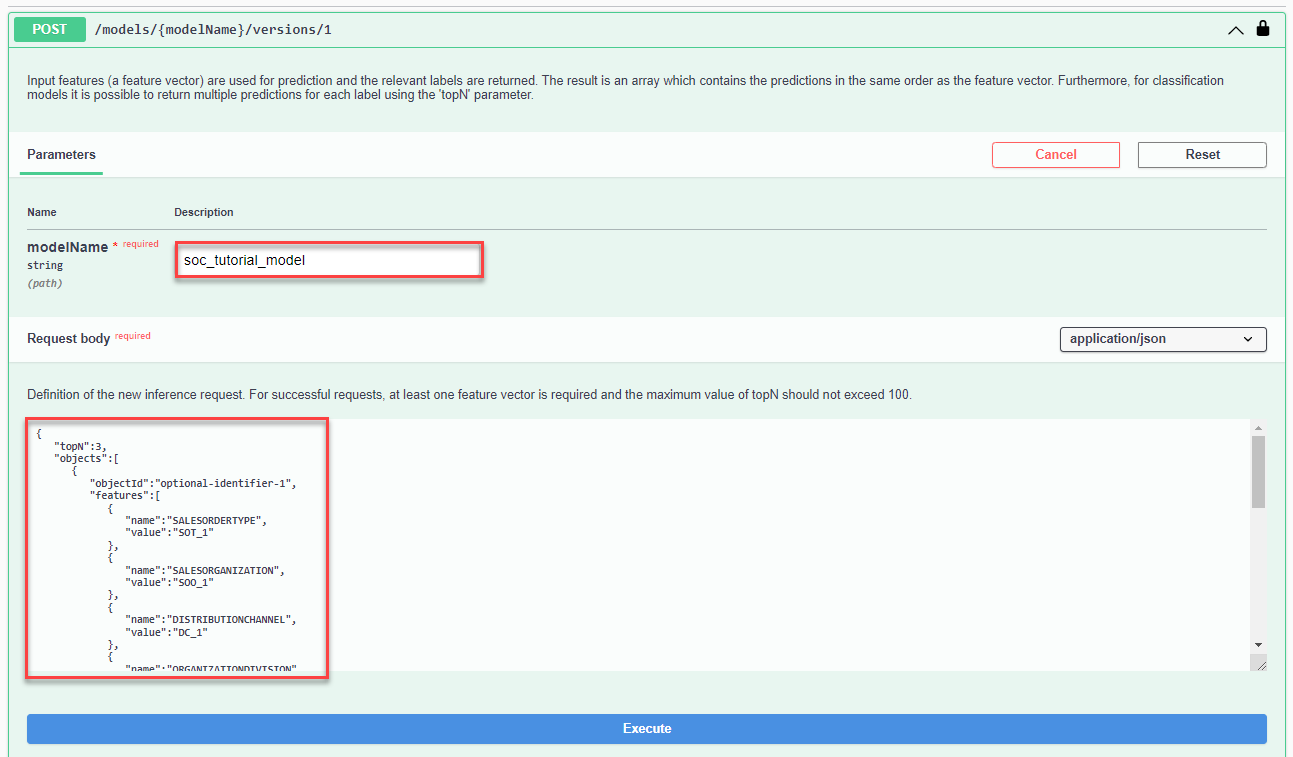 POST /models/{modelName}/versions/1
Input features (a feature vector) are used for prediction and the relevant labels are returned. The result is an array which contains the predictions in the same order as the feature vector. Furthermore, for classification
models it is possible to return multiple predictions for each label using the 'topN' parameter.
Parameters Cancel Reset
Name Description
modelName * required
string
(path)
soc_tutorial_model
Request body required application/json
Definition of the new inference request. For successful requests, at least one feature vector is required and the maximum value of topN should not exceed 100.
{
"topN":3,
"objects":[
{
"objectId":"optional-identifier-1",
"features":[
{
"name":"SALESORDERTYPE",
"value":"SOT_1"
},
{
"name":"SALESORGANIZATION",
"value":"SOO_1"
},
{
"name":"DISTRIBUTIONCHANNEL",
"value":"DC_1"
},
{
"name":"ORGANIZATIONDIVISION"
Execute